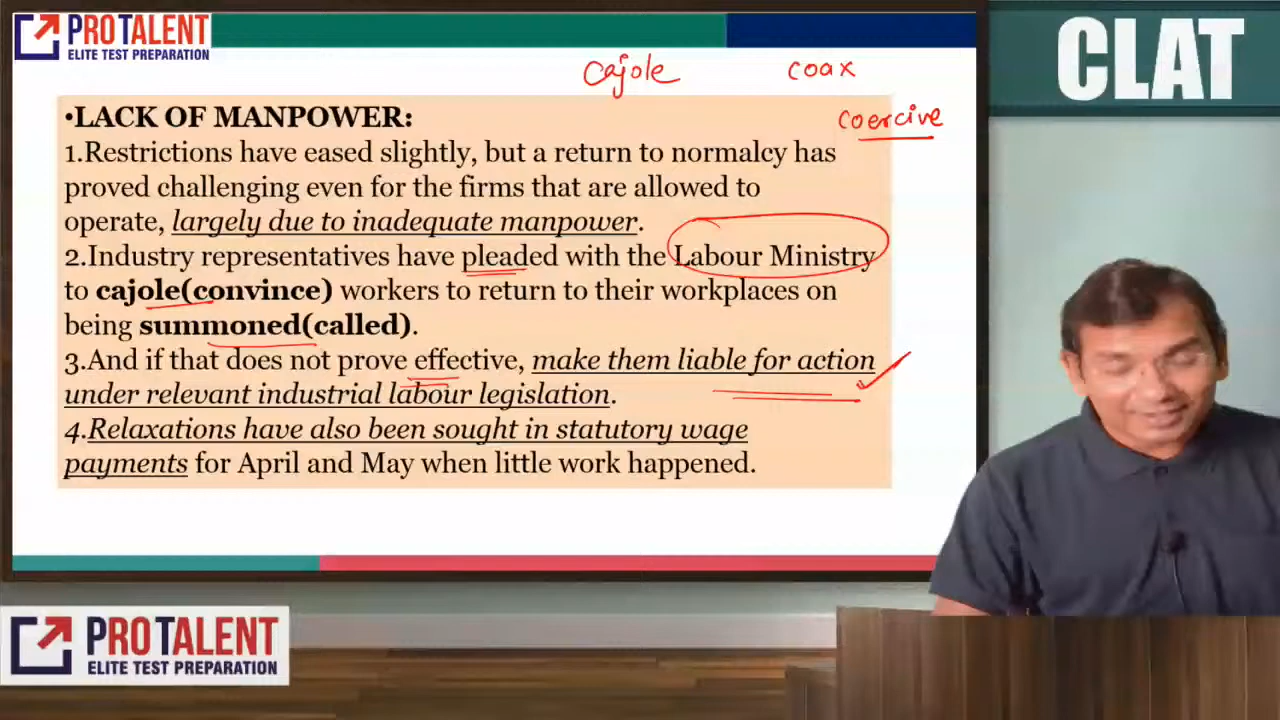 PROTALENT
ELITE TEST PREPARATION
CLAT
cajole coax
coercive
•LACK OF MANPOWER:
1.Restrictions have eased slightly, but a return to normalcy has
proved challenging even for the firms that are allowed to
operate, largely due to inadequate manpower.
2.Industry representatives have pleaded with the Labour Ministry
to cajole(convince) workers to return to their workplaces on
being summoned(called).
3.And if that does not prove effective, make them liable for action
under relevant industrial labour legislation.
4.Relaxations have also been sought in statutory wage
payments for April and May when little work happened.
PROTALENT
ELITE TEST PREPARATION